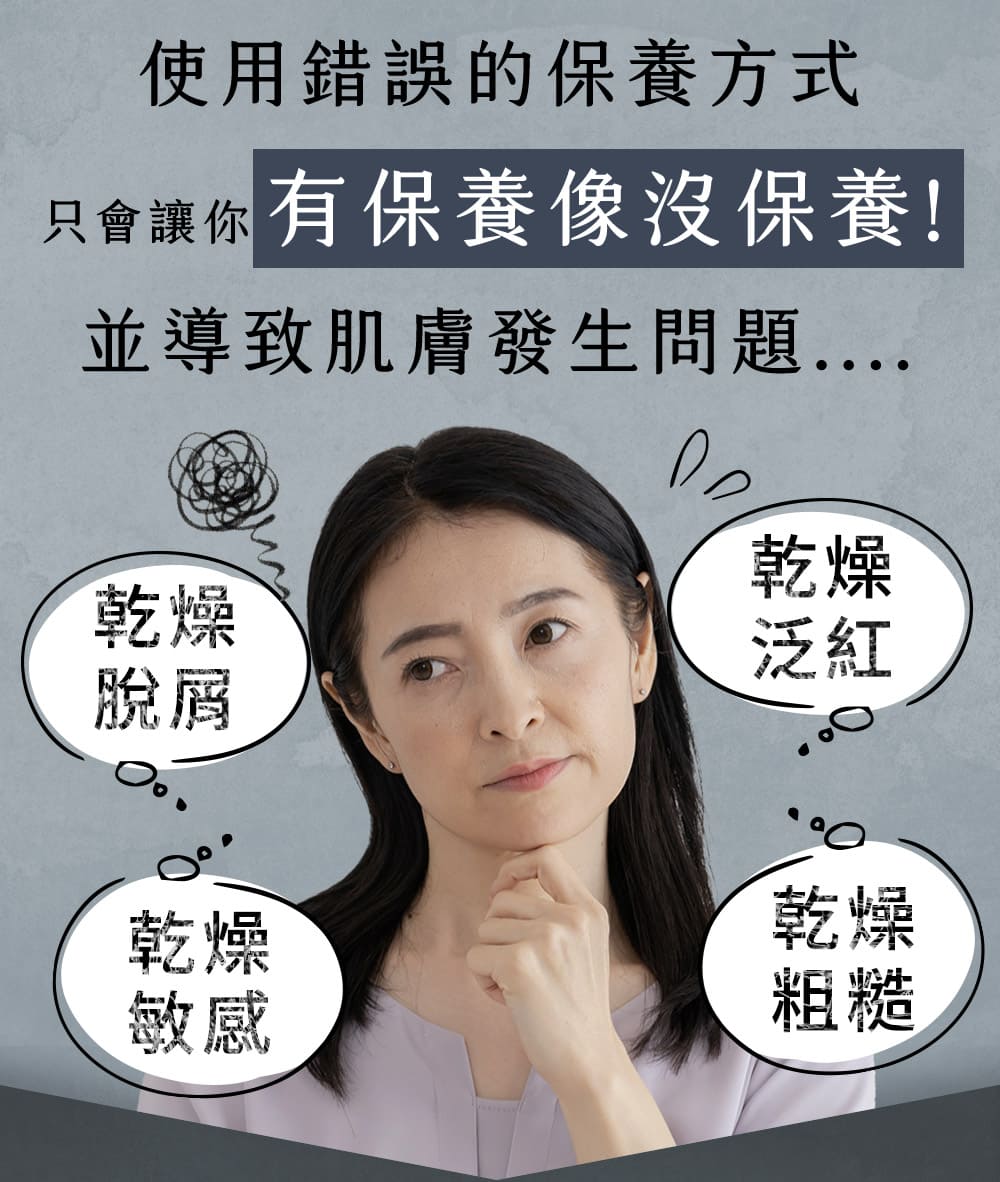 使用錯誤的保養方式
只會讓你有保養像沒保養!
並導致肌膚發生問題....
乾燥
脫屑
乾燥
泛紅
乾燥
敏感
乾燥
粗糙